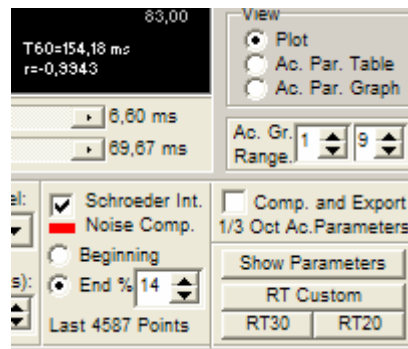 83,00
T60=154,18 ms
r=-0,9943
View
Plot
Ac. Par. Table
Ac. Par. Graph
6,60 ms
69,67 ms
Ac. Gr. Range. 1 9
el:
Schroeder Int.
Noise Comp.
Beginning
End % 14
s):
Last 4587 Points
Comp. and Export
1/3 Oct Ac.Parameters
Show Parameters
RT Custom
RT30 RT20